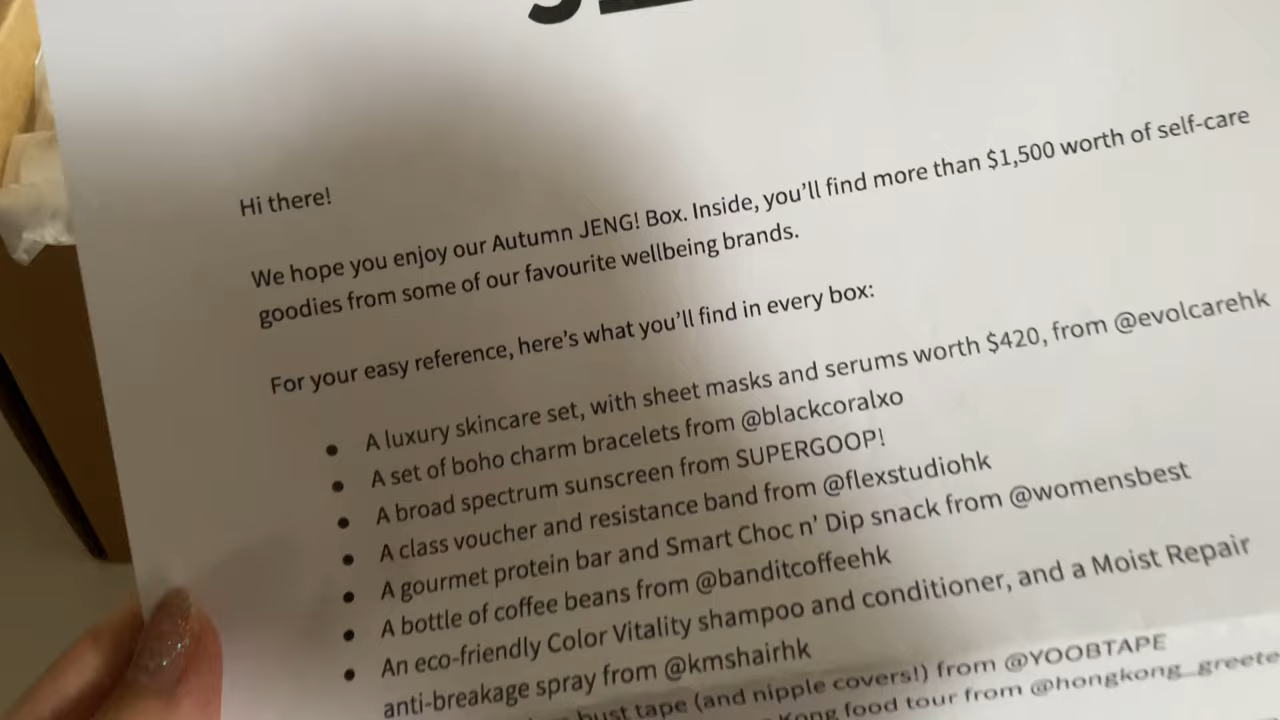 Hi there!
We hope you enjoy our Autumn JENG! Box. Inside, you'll find more than $1,500 worth of self-care
goodies from some of our favourite wellbeing brands.
For your easy reference, here's what you'll find in every box:
• A luxury skincare set, with sheet masks and serums worth $420, from @evolcarehk
• A set of boho charm bracelets from @blackcoralxo
• A broad spectrum sunscreen from SUPERGOOP!
• A class voucher and resistance band from @flexstudiohk
• A gourmet protein bar and Smart Choc n' Dip snack from @womensbest
• A bottle of coffee beans from @banditcoffeehk
• An eco-friendly Color Vitality shampoo and conditioner, and a Moist Repair
anti-breakage spray from @kmshairhk
bust tape (and nipple covers!) from @YOOBTAPE
Kong food tour from @hongkong_greete